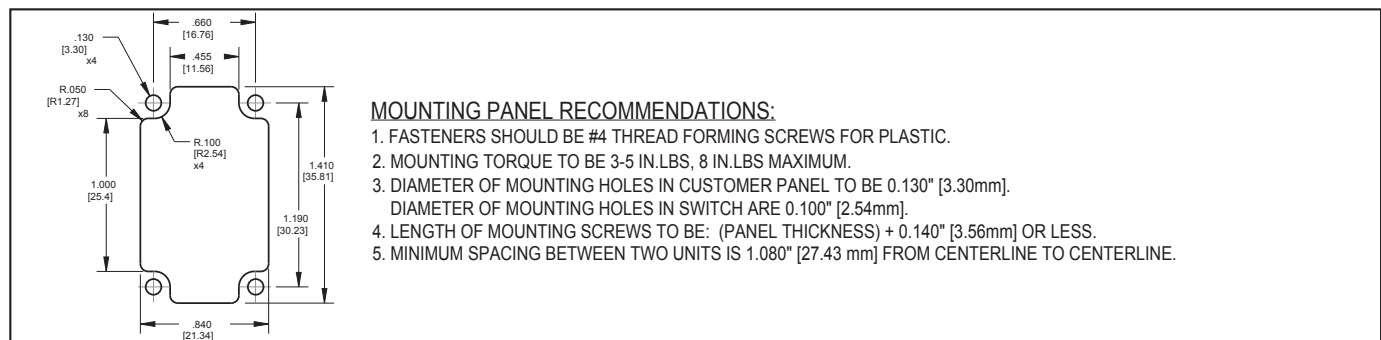 .660
[16.76]
.130
[3.30]
x4
.455
[11.56]
R.050
[R1.27]
x8
R.100
[R2.54]
x4
1.410
[35.81]
1.000
[25.4]
1.190
[30.23]
.840
[21.34]
MOUNTING PANEL RECOMMENDATIONS:
1. FASTENERS SHOULD BE #4 THREAD FORMING SCREWS FOR PLASTIC.
2. MOUNTING TORQUE TO BE 3-5 IN.LBS, 8 IN.LBS MAXIMUM.
3. DIAMETER OF MOUNTING HOLES IN CUSTOMER PANEL TO BE 0.130" [3.30mm].
DIAMETER OF MOUNTING HOLES IN SWITCH ARE 0.100" [2.54mm].
4. LENGTH OF MOUNTING SCREWS TO BE: (PANEL THICKNESS) + 0.140" [3.56mm] OR LESS.
5. MINIMUM SPACING BETWEEN TWO UNITS IS 1.080" [27.43 mm] FROM CENTERLINE TO CENTERLINE.